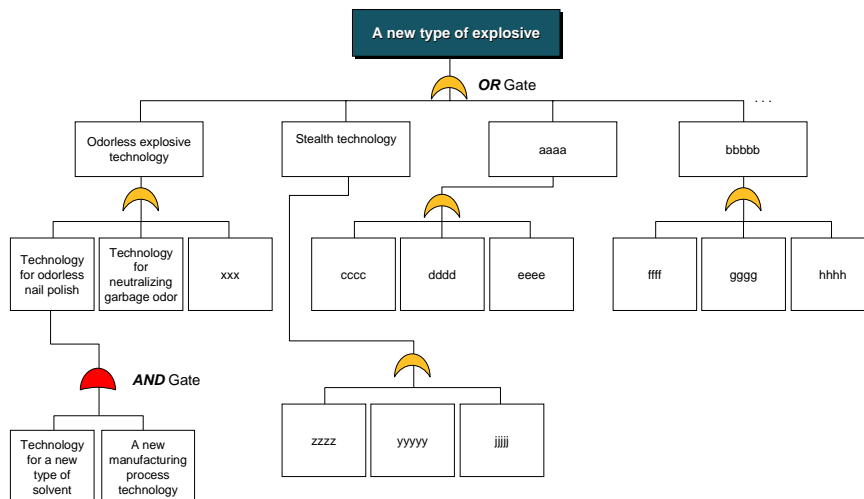 A new type of explosive
OR Gate
. . .
Odorless explosive
technology
Stealth technology
aaaa
bbbbb
Technology
for odorless
nail polish
Technology
for
neutralizing
garbage odor
xxx
cccc
dddd
eeee
ffff
gggg
hhhh
AND Gate
Technology
for a new
type of
solvent
A new
manufacturing
process
technology
zzzz
yyyyy
jjjjj